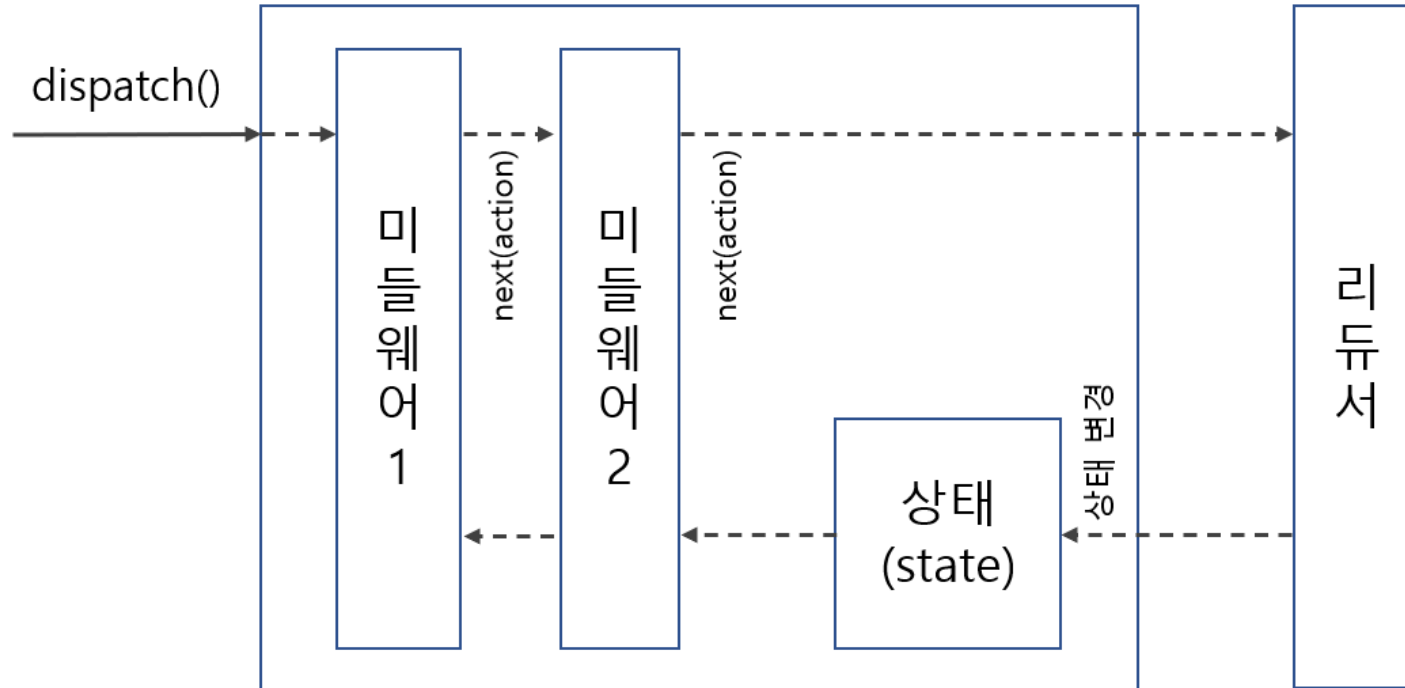 dispatch()
미들웨어1
next(action)
미들웨어2
next(action)
리듀서
상태 변경
상태
(state)